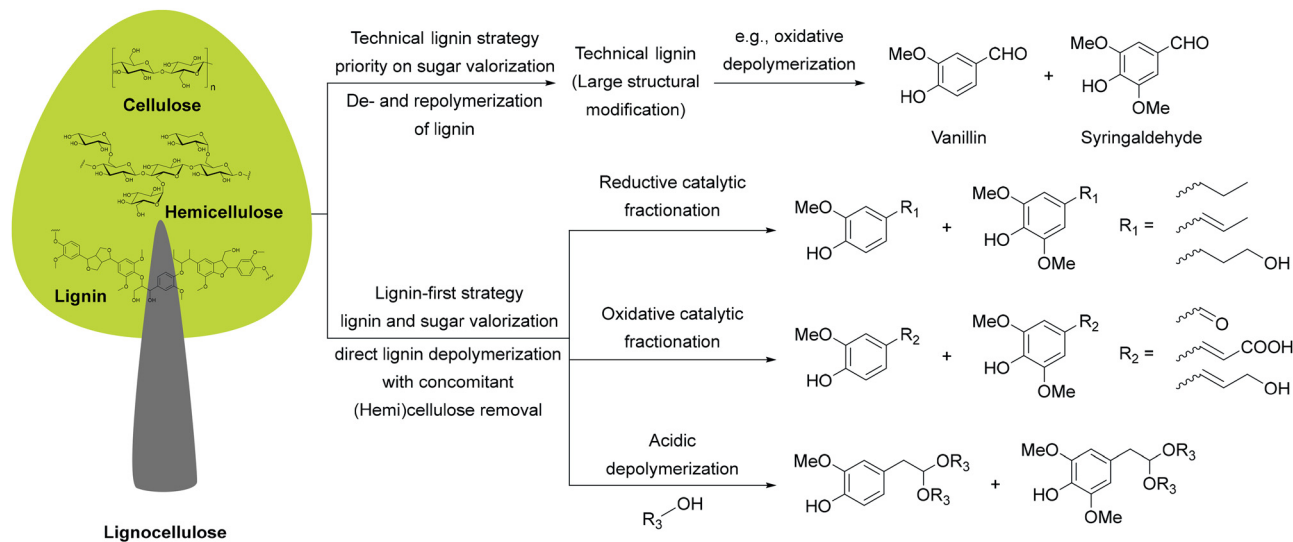 Cellulose
n
Hemicellulose
Lignin
Lignocellulose
Technical lignin strategy
priority on sugar valorization
De- and repolymerization
of lignin
Technical lignin
(Large structural
modification)
e.g., oxidative
depolymerization
MeO
CHO
HO
Vanillin
+
MeO
CHO
HO
OMe
Syringaldehyde
Lignin-first strategy
lignin and sugar valorization
direct lignin depolymerization
with concomitant
(Hemi)cellulose removal
Reductive catalytic
fractionation
MeO
R1
HO
+
MeO
R1
HO
OMe
R1 =
OH
Oxidative catalytic
fractionation
MeO
R2
HO
+
MeO
R2
HO
OMe
R2 =
O
COOH
OH
Acidic
depolymerization
R3
OH
MeO
OR3
OR3
HO
+
MeO
OR3
OR3
HO
OMe